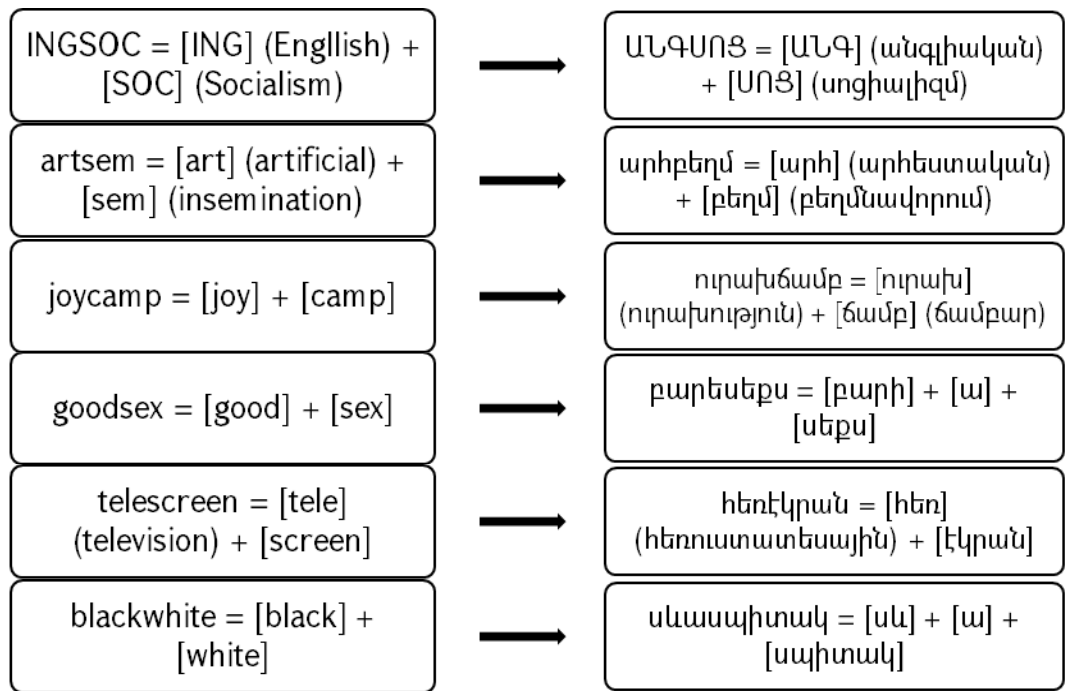 INGSOC = [ING] (Engllish) +
[SOC] (Socialism)
ԱՆԳՍՈՑ = [ԱՆԳ] (անգլիական)
+ [ՍՈՑ] (սոցիալիզմ)
artsem = [art] (artificial) +
[sem] (insemination)
արհբեղմ = [արհ] (արհեստական)
+ [բեղմ] (բեղմնավորում)
joycamp = [joy] + [camp]
ուրախճամբ = [ուրախ]
(ուրախություն) + [ճամբ] (ճամբար)
goodsex = [good] + [sex]
բարեսեքս = [բարի] + [ա] +
[սեքս]
telescreen = [tele]
(television) + [screen]
հեռէկրան = [հեռ]
(հեռուստատեսային) + [էկրան]
blackwhite = [black] +
[white]
սևասպիտակ = [սև] + [ա] +
[սպիտակ]